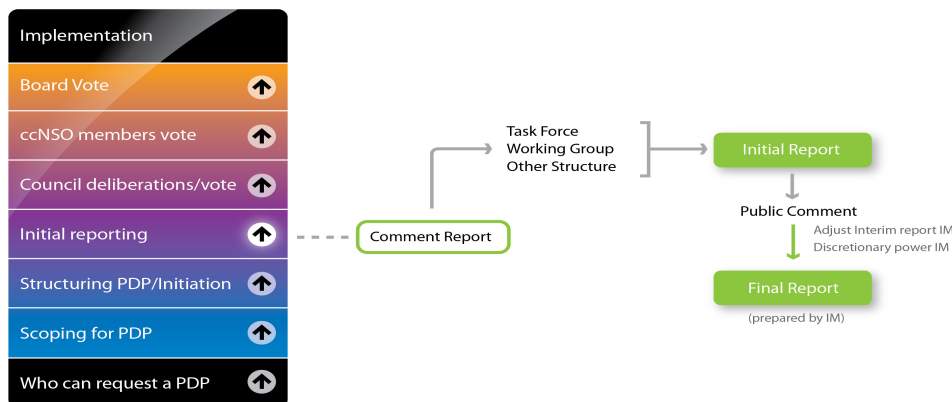 Implementation
Board Vote
ccNSO members vote
Council deliberations/vote
Initial reporting
Structuring PDP/Initiation
Scoping for PDP
Who can request a PDP
Comment Report
Task Force
Working Group
Other Structure
Initial Report
Public Comment
Adjust Interim report IM
Discretionary power IM
Final Report
(prepared by IM)